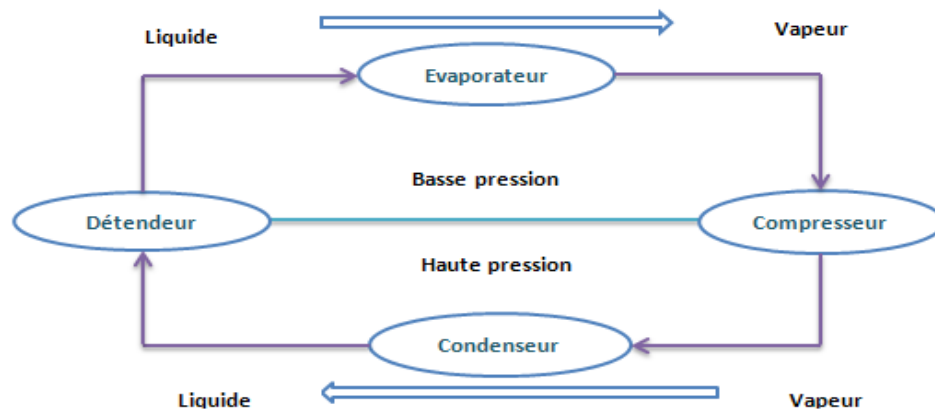 Liquide
Vapeur
Evaporateur
Basse pression
Détendeur
Compresseur
Haute pression
Condenseur
Liquide
Vapeur